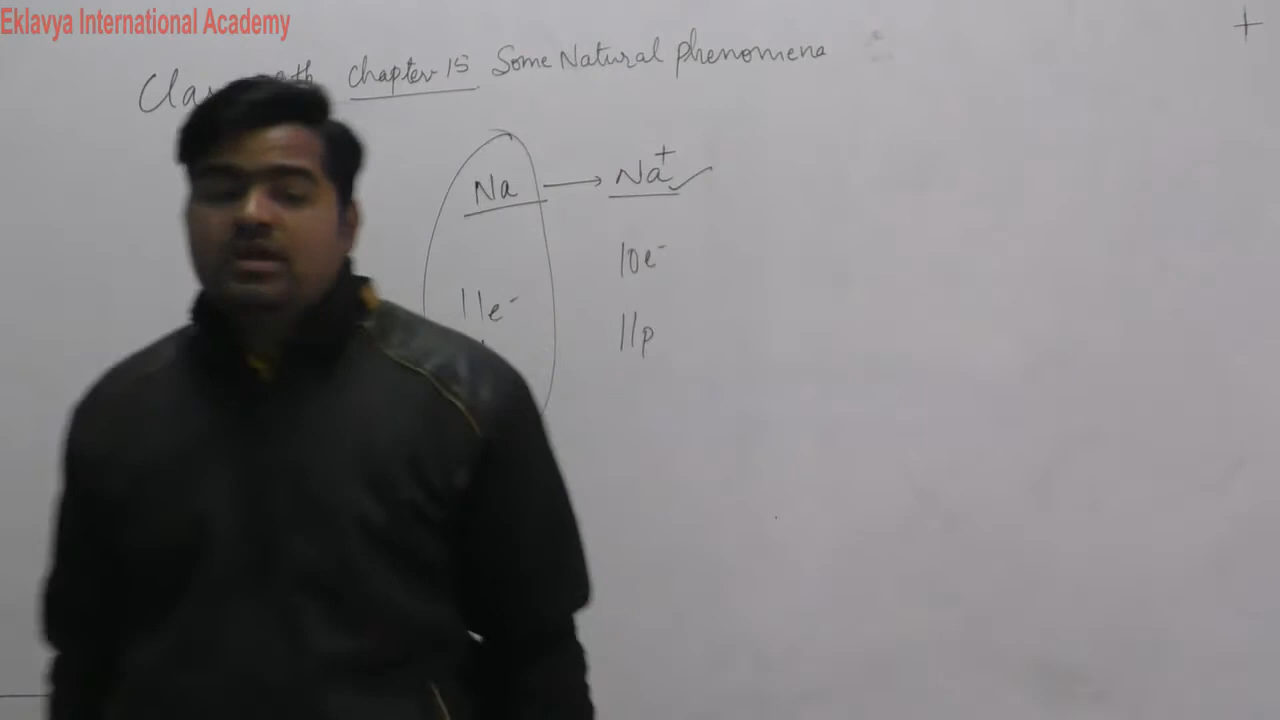 Eklavya International Academy
+
chapter 15 Some Natural phenomena
Na → Na⁺ ✓
10e⁻
11e⁻
11p